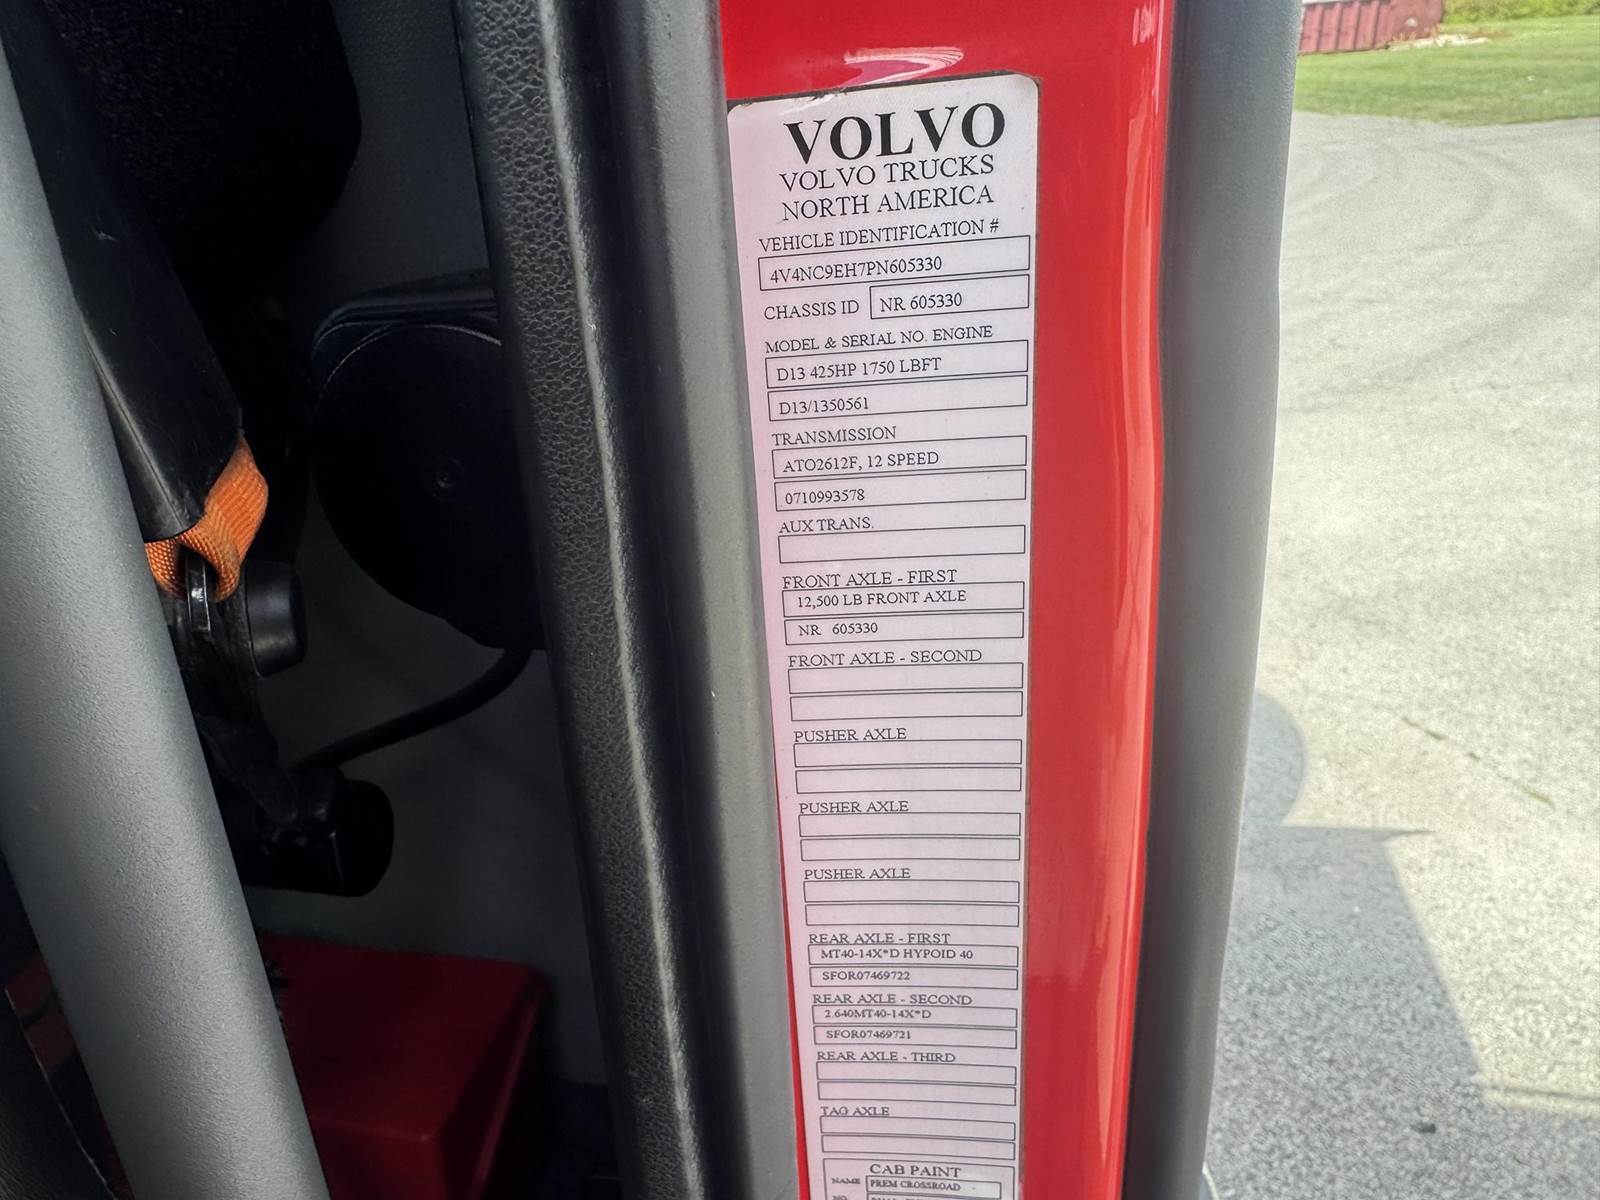 VOLVO
VOLVO TRUCKS
NORTH AMERICA
VEHICLE IDENTIFICATION #
4V4NC9EH7PN605330
CHASSIS ID NR 605330
MODEL & SERIAL NO. ENGINE
D13 425HP 1750 LBFT
D13/1350561
TRANSMISSION
ATO2612F, 12 SPEED
0710993578
AUX TRANS.
FRONT AXLE - FIRST
12,500 LB FRONT AXLE
NR 605330
FRONT AXLE - SECOND
PUSHER AXLE
PUSHER AXLE
PUSHER AXLE
REAR AXLE - FIRST
MT40-14X*D HYPOID 40
SFOR07469722
REAR AXLE - SECOND
2.640MT40-14X*D
SFOR07469721
REAR AXLE - THIRD
TAG AXLE
CAB PAINT
NAME PREM CROSSROAD
NO.